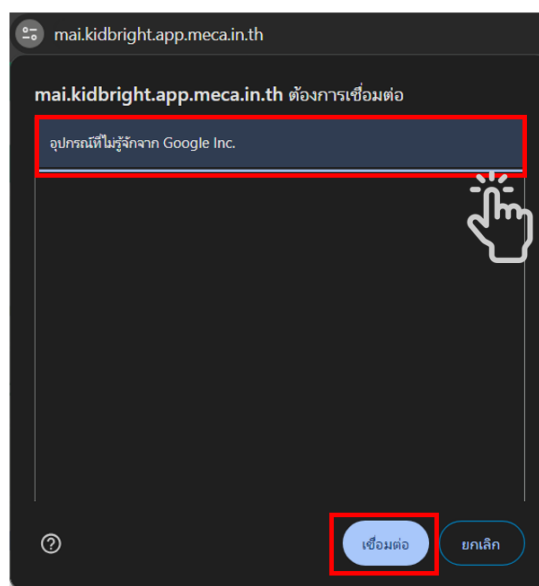 mai.kidbright.app.meca.in.th
mai.kidbright.app.meca.in.th ต้องการเชื่อมต่อ
อุปกรณ์ที่ไม่รู้จักจาก Google Inc.
เชื่อมต่อ
ยกเลิก